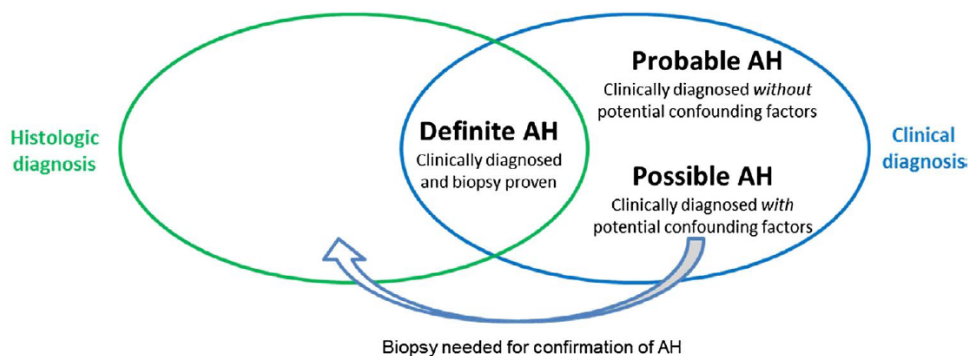 Histologic
diagnosis
Definite AH
Clinically diagnosed
and biopsy proven
Probable AH
Clinically diagnosed without
potential confounding factors
Possible AH
Clinically diagnosed with
potential confounding factors
Clinical
diagnosis
Biopsy needed for confirmation of AH